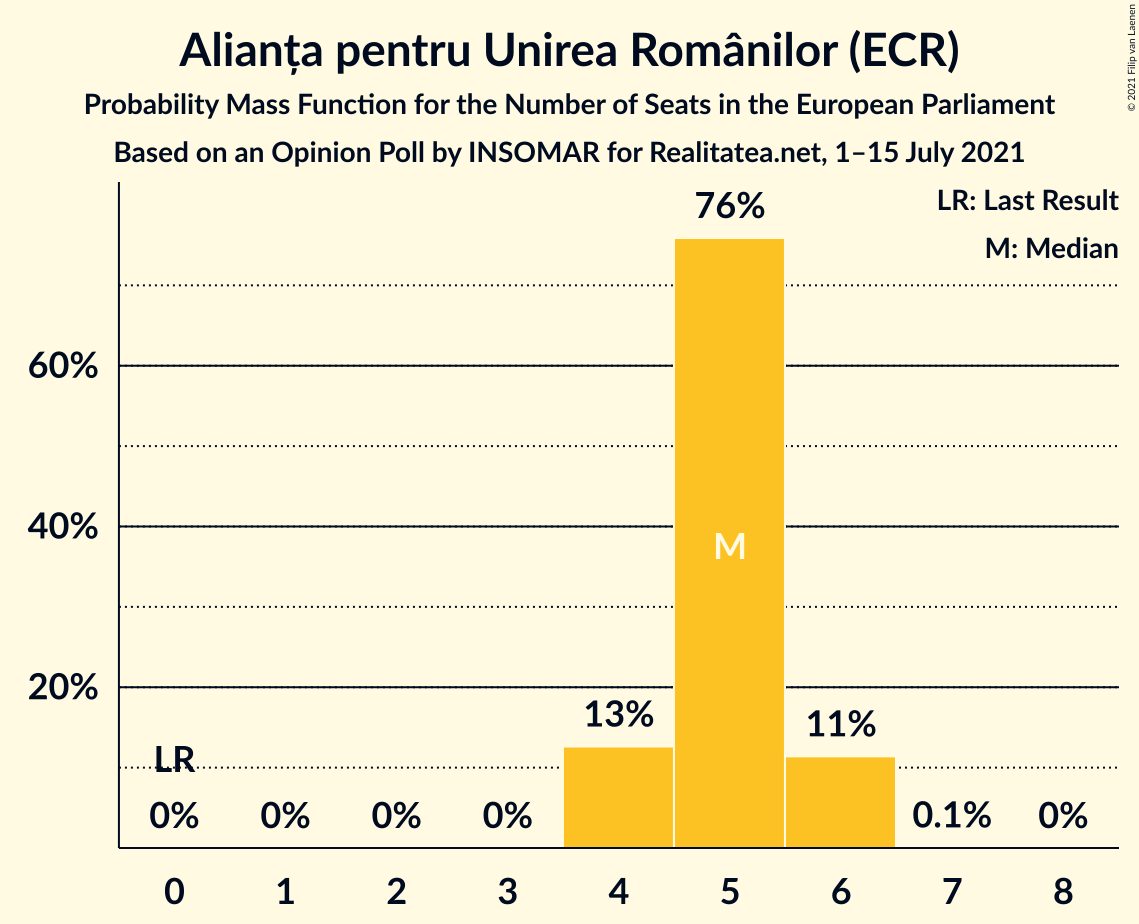 Alianța pentru Unirea Românilor (ECR)
Probability Mass Function for the Number of Seats in the European Parliament
Based on an Opinion Poll by INSOMAR for Realitatea.net, 1–15 July 2021
© 2021 Filip van Laenen
LR: Last Result
M: Median
76%
60%
40%
M
20%
13%
11%
LR
0% 0% 0% 0% 0.1% 0%
0 1 2 3 4 5 6 7 8